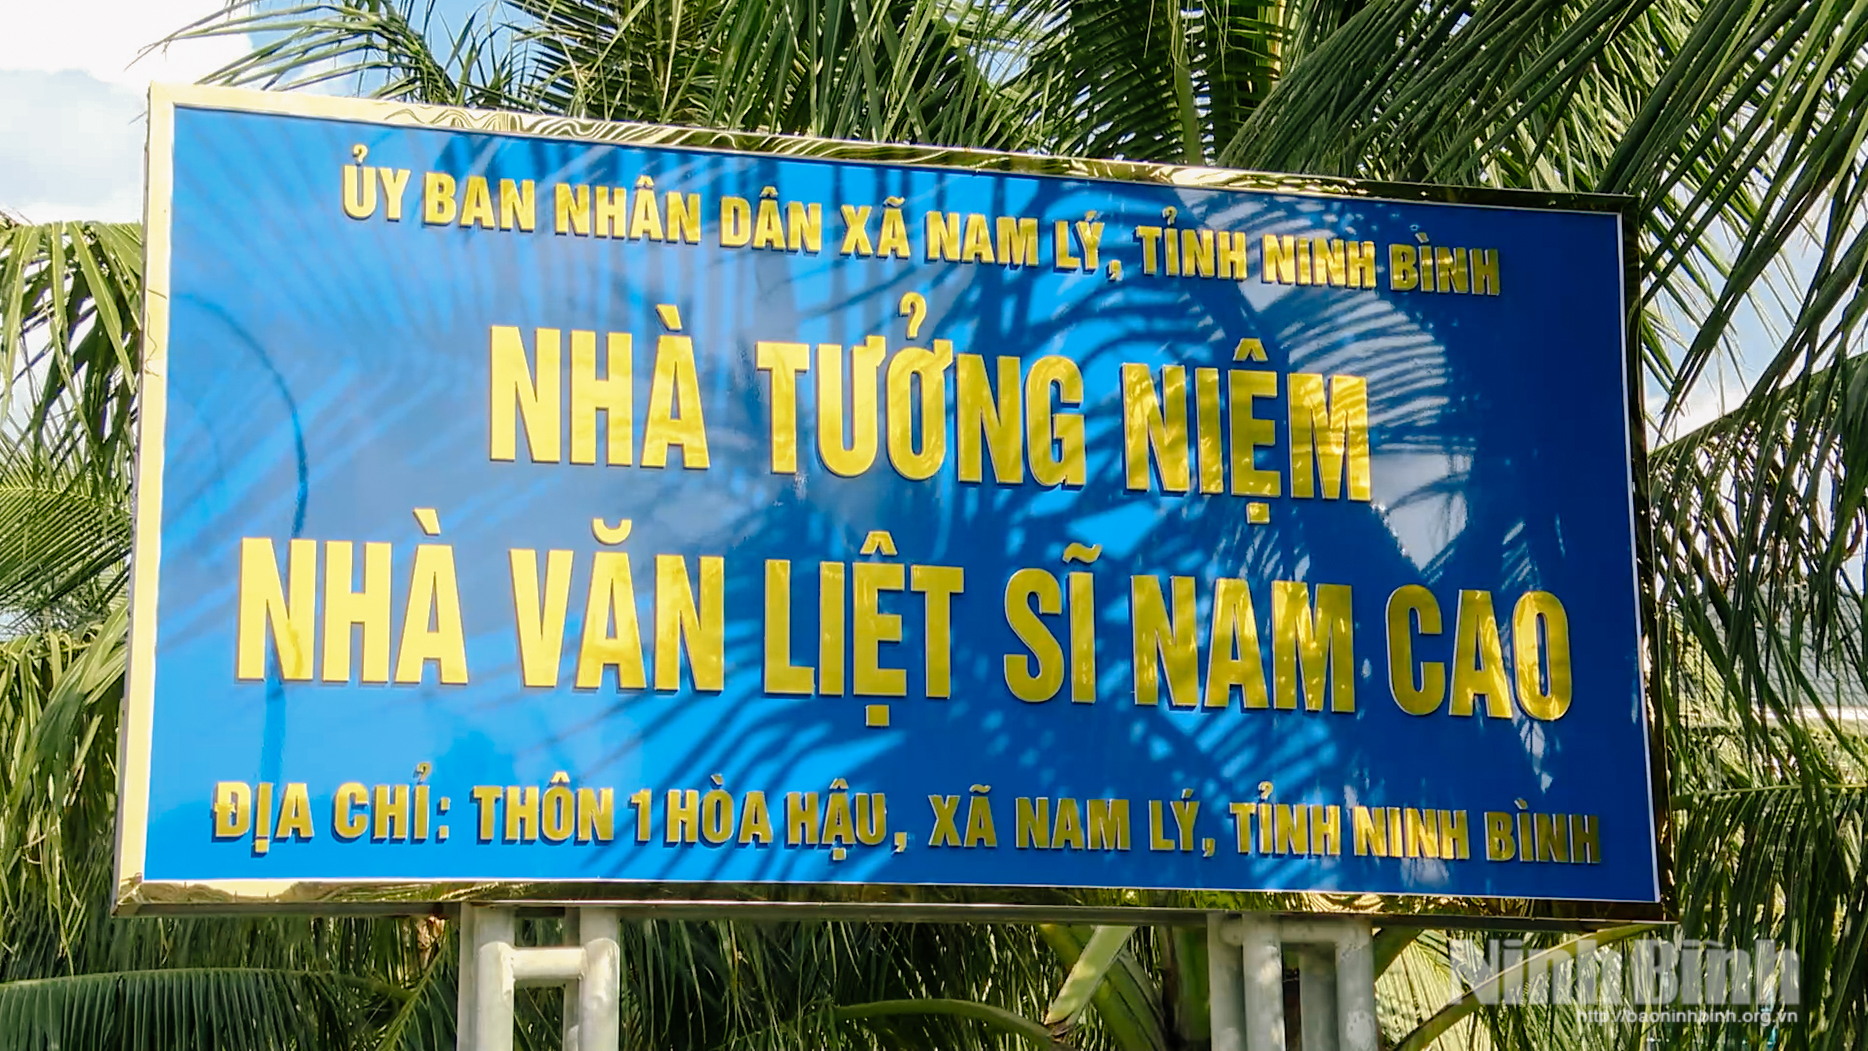 ỦY BAN NHÂN DÂN XÃ NAM LÝ, TỈNH NINH BÌNH
NHÀ TƯỞNG NIỆM
NHÀ VĂN LIỆT SĨ NAM CAO
ĐỊA CHỈ: THÔN 1 HÒA HẬU, XÃ NAM LÝ, TỈNH NINH BÌNH
Ninh Bình
http://baoninhbinh.org.vn